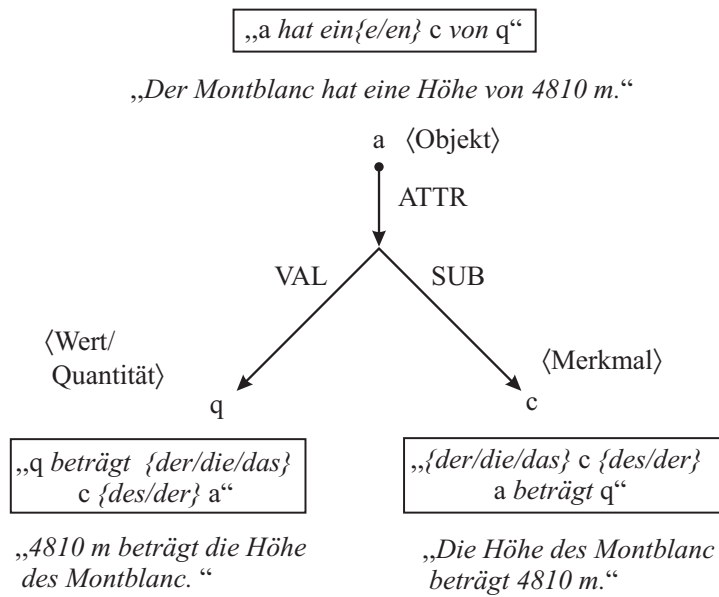 „a hat ein{e/en} c von q“
„Der Montblanc hat eine Höhe von 4810 m.“
a ⟨Objekt⟩
ATTR
VAL
SUB
⟨Wert/
Quantität⟩
⟨Merkmal⟩
q
c
„q beträgt {der/die/das}
c {des/der} a“
„{der/die/das} c {des/der}
a beträgt q“
„4810 m beträgt die Höhe
des Montblanc. “
„Die Höhe des Montblanc
beträgt 4810 m.“